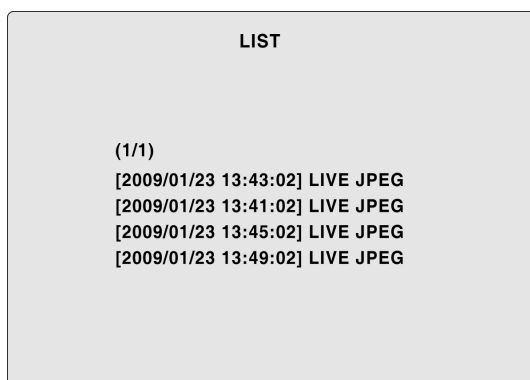 LIST
(1/1)
[2009/01/23 13:43:02] LIVE JPEG
[2009/01/23 13:41:02] LIVE JPEG
[2009/01/23 13:45:02] LIVE JPEG
[2009/01/23 13:49:02] LIVE JPEG